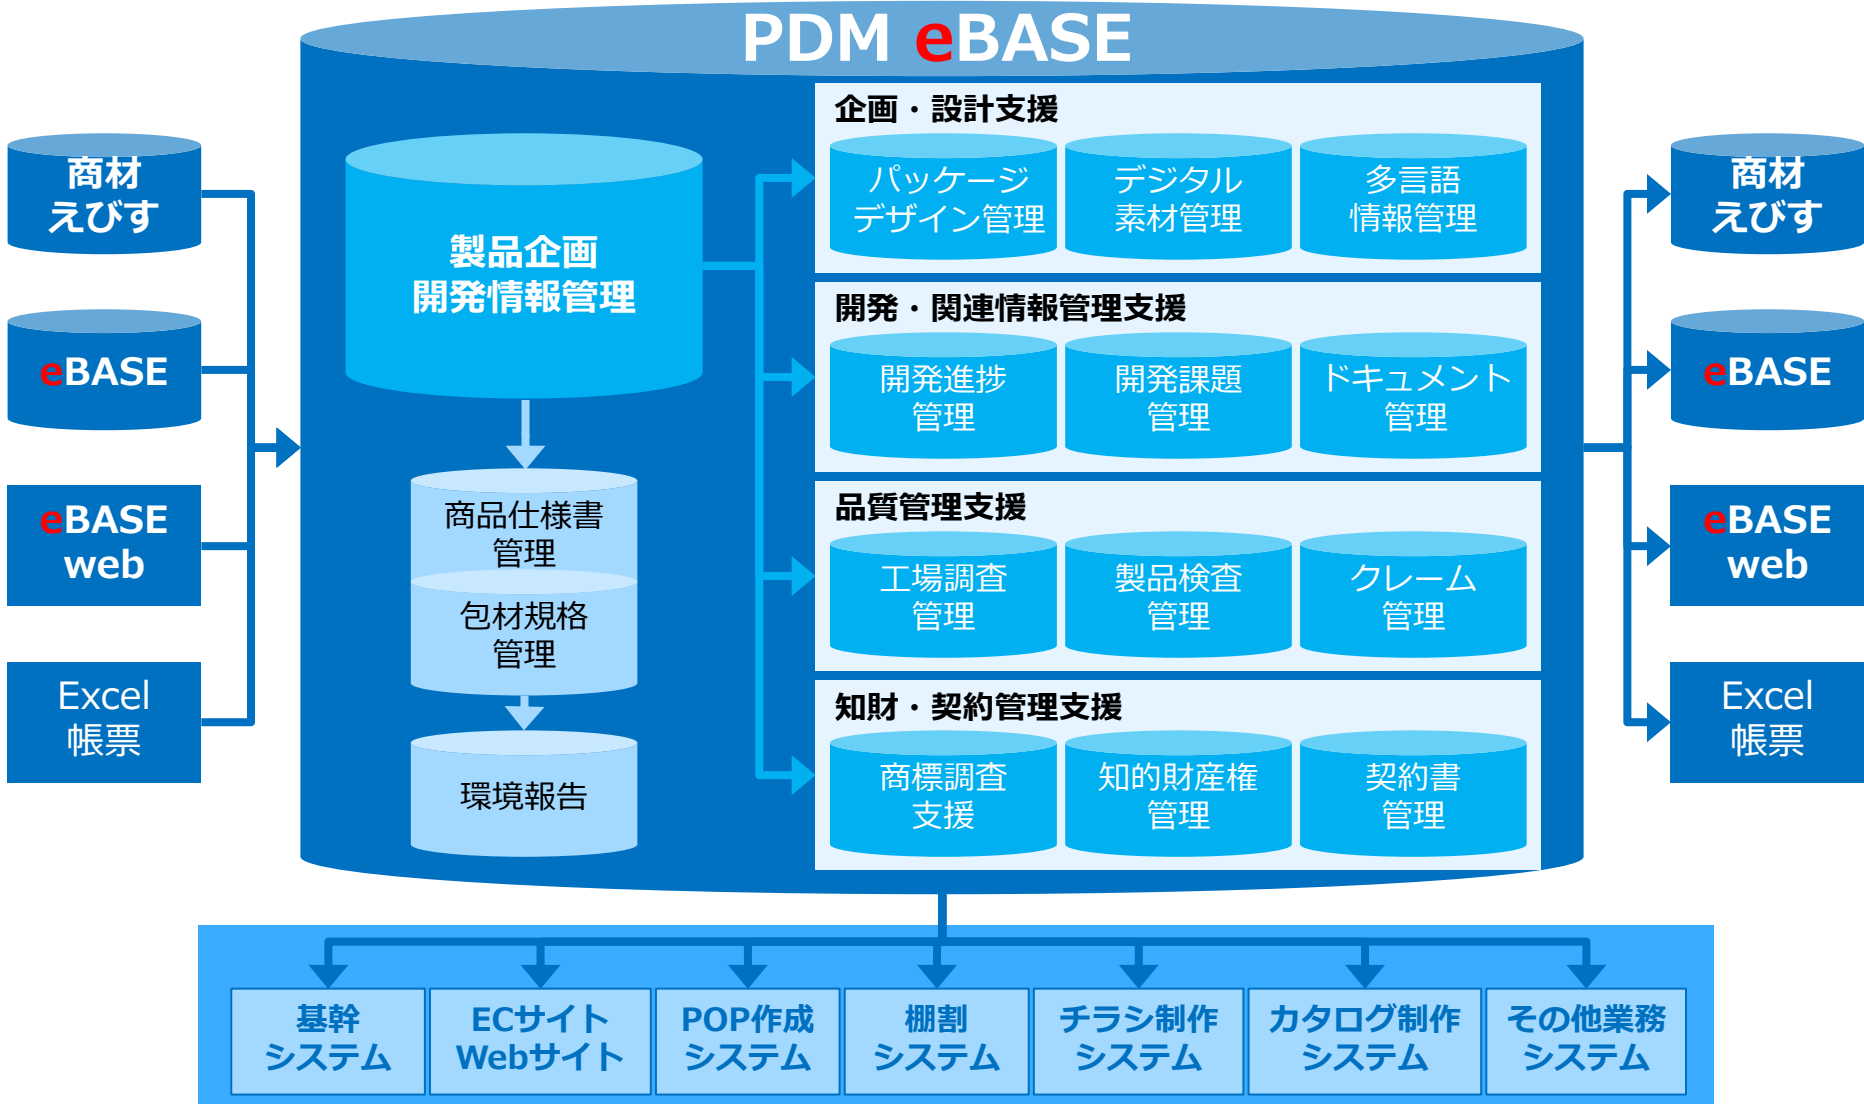 PDM eBASE
商材
えびす
eBASE
eBASE
web
Excel
帳票
製品企画
開発情報管理
商品仕様書
管理
包材規格
管理
環境報告
企画・設計支援
パッケージ
デザイン管理
デジタル
素材管理
多言語
情報管理
開発・関連情報管理支援
開発進捗
管理
開発課題
管理
ドキュメント
管理
品質管理支援
工場調査
管理
製品検査
管理
クレーム
管理
知財・契約管理支援
商標調査
支援
知的財産権
管理
契約書
管理
商材
えびす
eBASE
eBASE
web
Excel
帳票
基幹
システム
ECサイト
Webサイト
POP作成
システム
棚割
システム
チラシ制作
システム
カタログ制作
システム
その他業務
システム